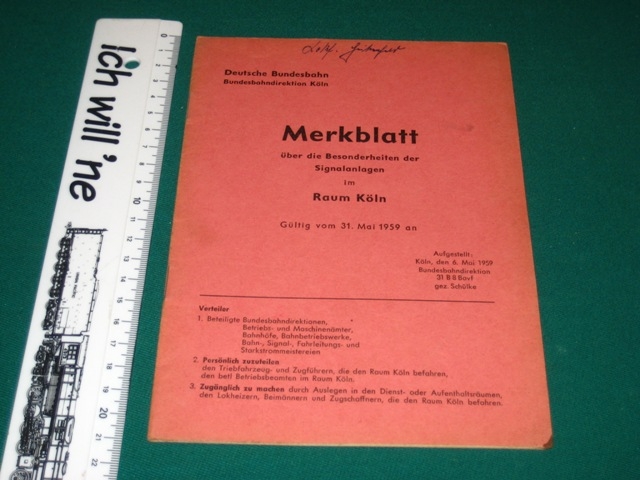 Ich will 'ne
Deutsche Bundesbahn
Bundesbahndirektion Köln
Merkblatt
über die Besonderheiten der
Signalanlagen
im
Raum Köln
Gültig vom 31. Mai 1959 an
Aufgestellt:
Köln, den 6. Mai 1959
Bundesbahndirektion
31 B 8 Bavf
gez. Schülke
Verteiler
1. Beteiligte Bundesbahndirektionen,
Betriebs- und Maschinenämter,
Bahnhöfe, Bahnbetriebswerke,
Bahn-, Signal-, Fahrleitungs- und
Starkstrommeistereien
2. Persönlich zuzuteilen
den Triebfahrzeug- und Zugführern, die den Raum Köln befahren,
den betl Betriebsbeamten im Raum Köln.
3. Zugänglich zu machen durch Auslegen in den Dienst- oder Aufenthaltsräumen,
den Lokheizern, Beimännern und Zugschaffnern, die den Raum Köln befahren.